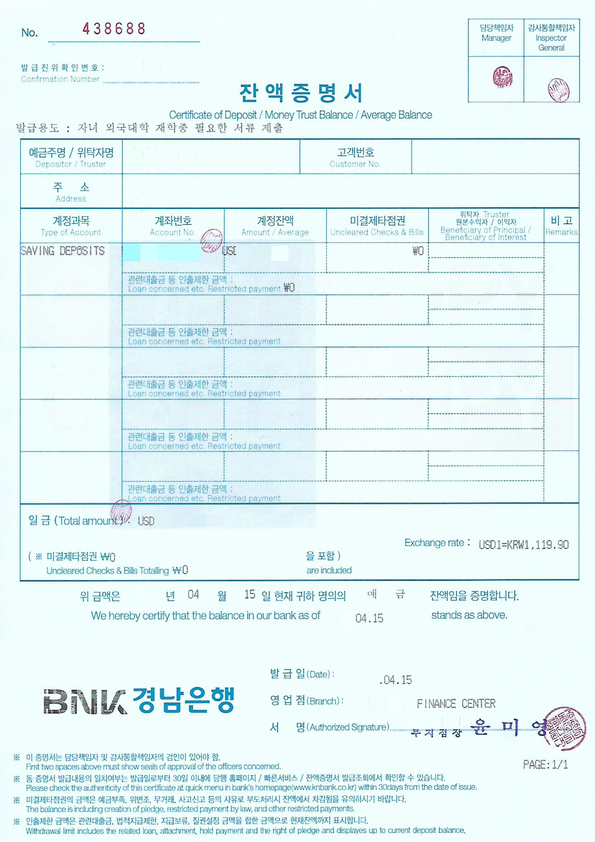 No. 438688
담당책임자 감사통할책임자
Manager Inspector
General
발급진위확인번호 :
Confirmation Number
잔액증명서
Certificate of Deposit / Money Trust Balance / Average Balance
발급용도 : 자녀 외국대학 재학중 필요한 서류 제출
예금주명 / 위탁자명 고객번호
Depositor / Truster Customer No.
주 소
Address
계정과목 계좌번호 계정잔액 미결제타점권 위탁자 Truster 원본수익자 / 이익자 비 고
Type of Account Account No. Amount / Average Uncleared Checks & Bills Beneficiary of Principal / Beneficiary of Interest Remarks
SAVING DEPOSITS USD ₩0
관련대출금 등 인출제한 금액 :
Loan concerned etc. Restricted payment ₩0
관련대출금 등 인출제한 금액 :
Loan concerned etc. Restricted payment
관련대출금 등 인출제한 금액 :
Loan concerned etc. Restricted payment
관련대출금 등 인출제한 금액 :
Loan concerned etc. Restricted payment
관련대출금 등 인출제한 금액 :
Loan concerned etc. Restricted payment
일 금 (Total amount) : USD
Exchange rate : USD1=KRW1,119.90
( ※ 미결제타점권 ₩0 을 포함 )
Uncleared Checks & Bills Totalling ₩0 are included
위 금액은 년 04 월 15 일 현재 귀하 명의의 예 금 잔액임을 증명합니다.
We hereby certify that the balance in our bank as of 04.15 stands as above.
발 급 일 (Date) : .04.15
BNK 경남은행
영 업 점 (Branch) : FINANCE CENTER
서 명 (Authorized Signature) 부지점장 윤 미 영
PAGE:1/1
※ 이 증명서는 담당책임자 및 감사통할책임자의 검인이 있어야 함.
First two spaces above must show seals of approval of the officers concerned.
※ 동 증명서 발급내용의 일치여부는 발급일로부터 30일 이내에 당행 홈페이지 / 빠른서비스 / 잔액증명서 발급조회에서 확인할 수 있습니다.
Please check the authenticity of this certificate at quick menu in bank's homepage(www.knbank.co.kr) within 30days from the date of issue.
※ 미결제타점권의 금액은 예금부족, 위변조, 무거래, 사고신고 등의 사유로 부도처리시 잔액에서 차감됨을 유의하시기 바랍니다.
The balance is including creation of pledge, restricted payment by law, and other restricted payments.
※ 인출제한 금액은 관련대출금, 법적지급제한, 지급보류, 질권설정 금액을 합한 금액으로 현재잔액까지 표시됩니다.
Withdrawal limit includes the related loan, attachment, hold payment and the right of pledge and displays up to current deposit balance.